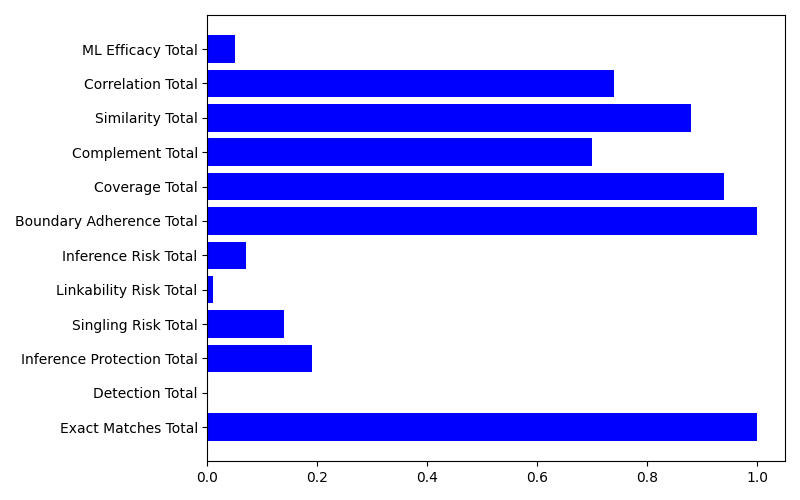 ML Efficacy Total
Correlation Total
Similarity Total
Complement Total
Coverage Total
Boundary Adherence Total
Inference Risk Total
Linkability Risk Total
Singling Risk Total
Inference Protection Total
Detection Total
Exact Matches Total
0.0 0.2 0.4 0.6 0.8 1.0